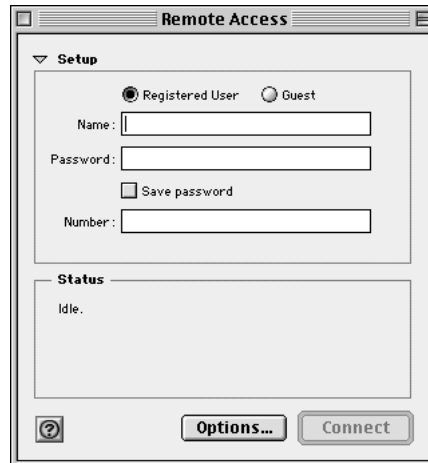 Remote Access
Setup
Registered User Guest
Name:
Password:
Save password
Number:
Status
Idle.
? Options... Connect